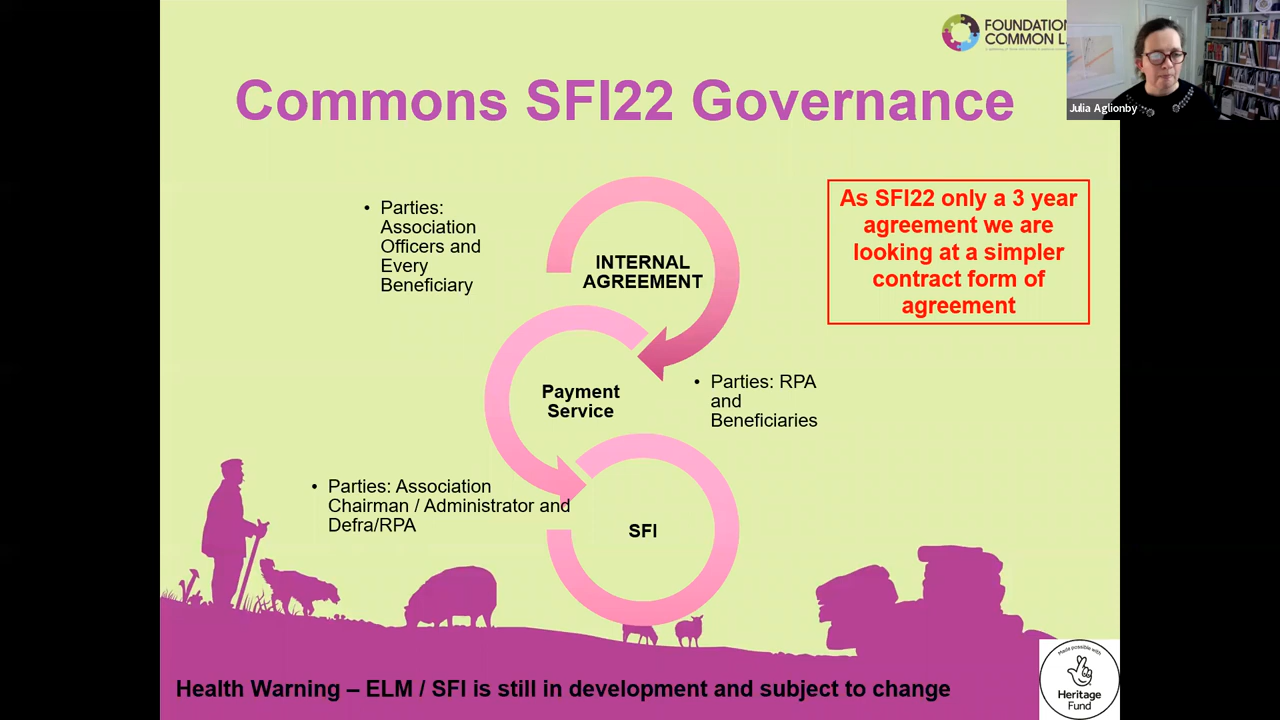 FOUNDATION
COMMON L
Julia Aglionby
Commons SFI22 Governance
• Parties:
Association
Officers and
Every
Beneficiary
INTERNAL
AGREEMENT
As SFI22 only a 3 year
agreement we are
looking at a simpler
contract form of
agreement
Payment
Service
• Parties: RPA
and
Beneficiaries
• Parties: Association
Chairman / Administrator and
Defra/RPA
SFI
Health Warning – ELM / SFI is still in development and subject to change
Made possible with
Heritage
Fund